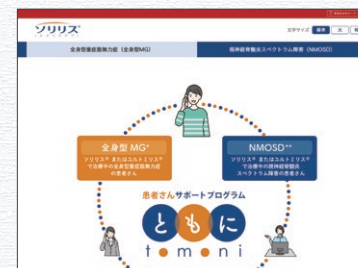 ソリリス®
文字サイズ 標準 大
全身型重症筋無力症（全身型MG）
視神経脊髄炎スペクトラム障害（NMOSD）
全身型 MG*
ソリリス® またはユルトミリス®
で治療中の全身型重症筋無力症
の患者さん
NMOSD**
ソリリス® またはユルトミリス®
で治療中の視神経脊髄炎
スペクトラム障害の患者さん
患者さんサポートプログラム
ともに
tomoni